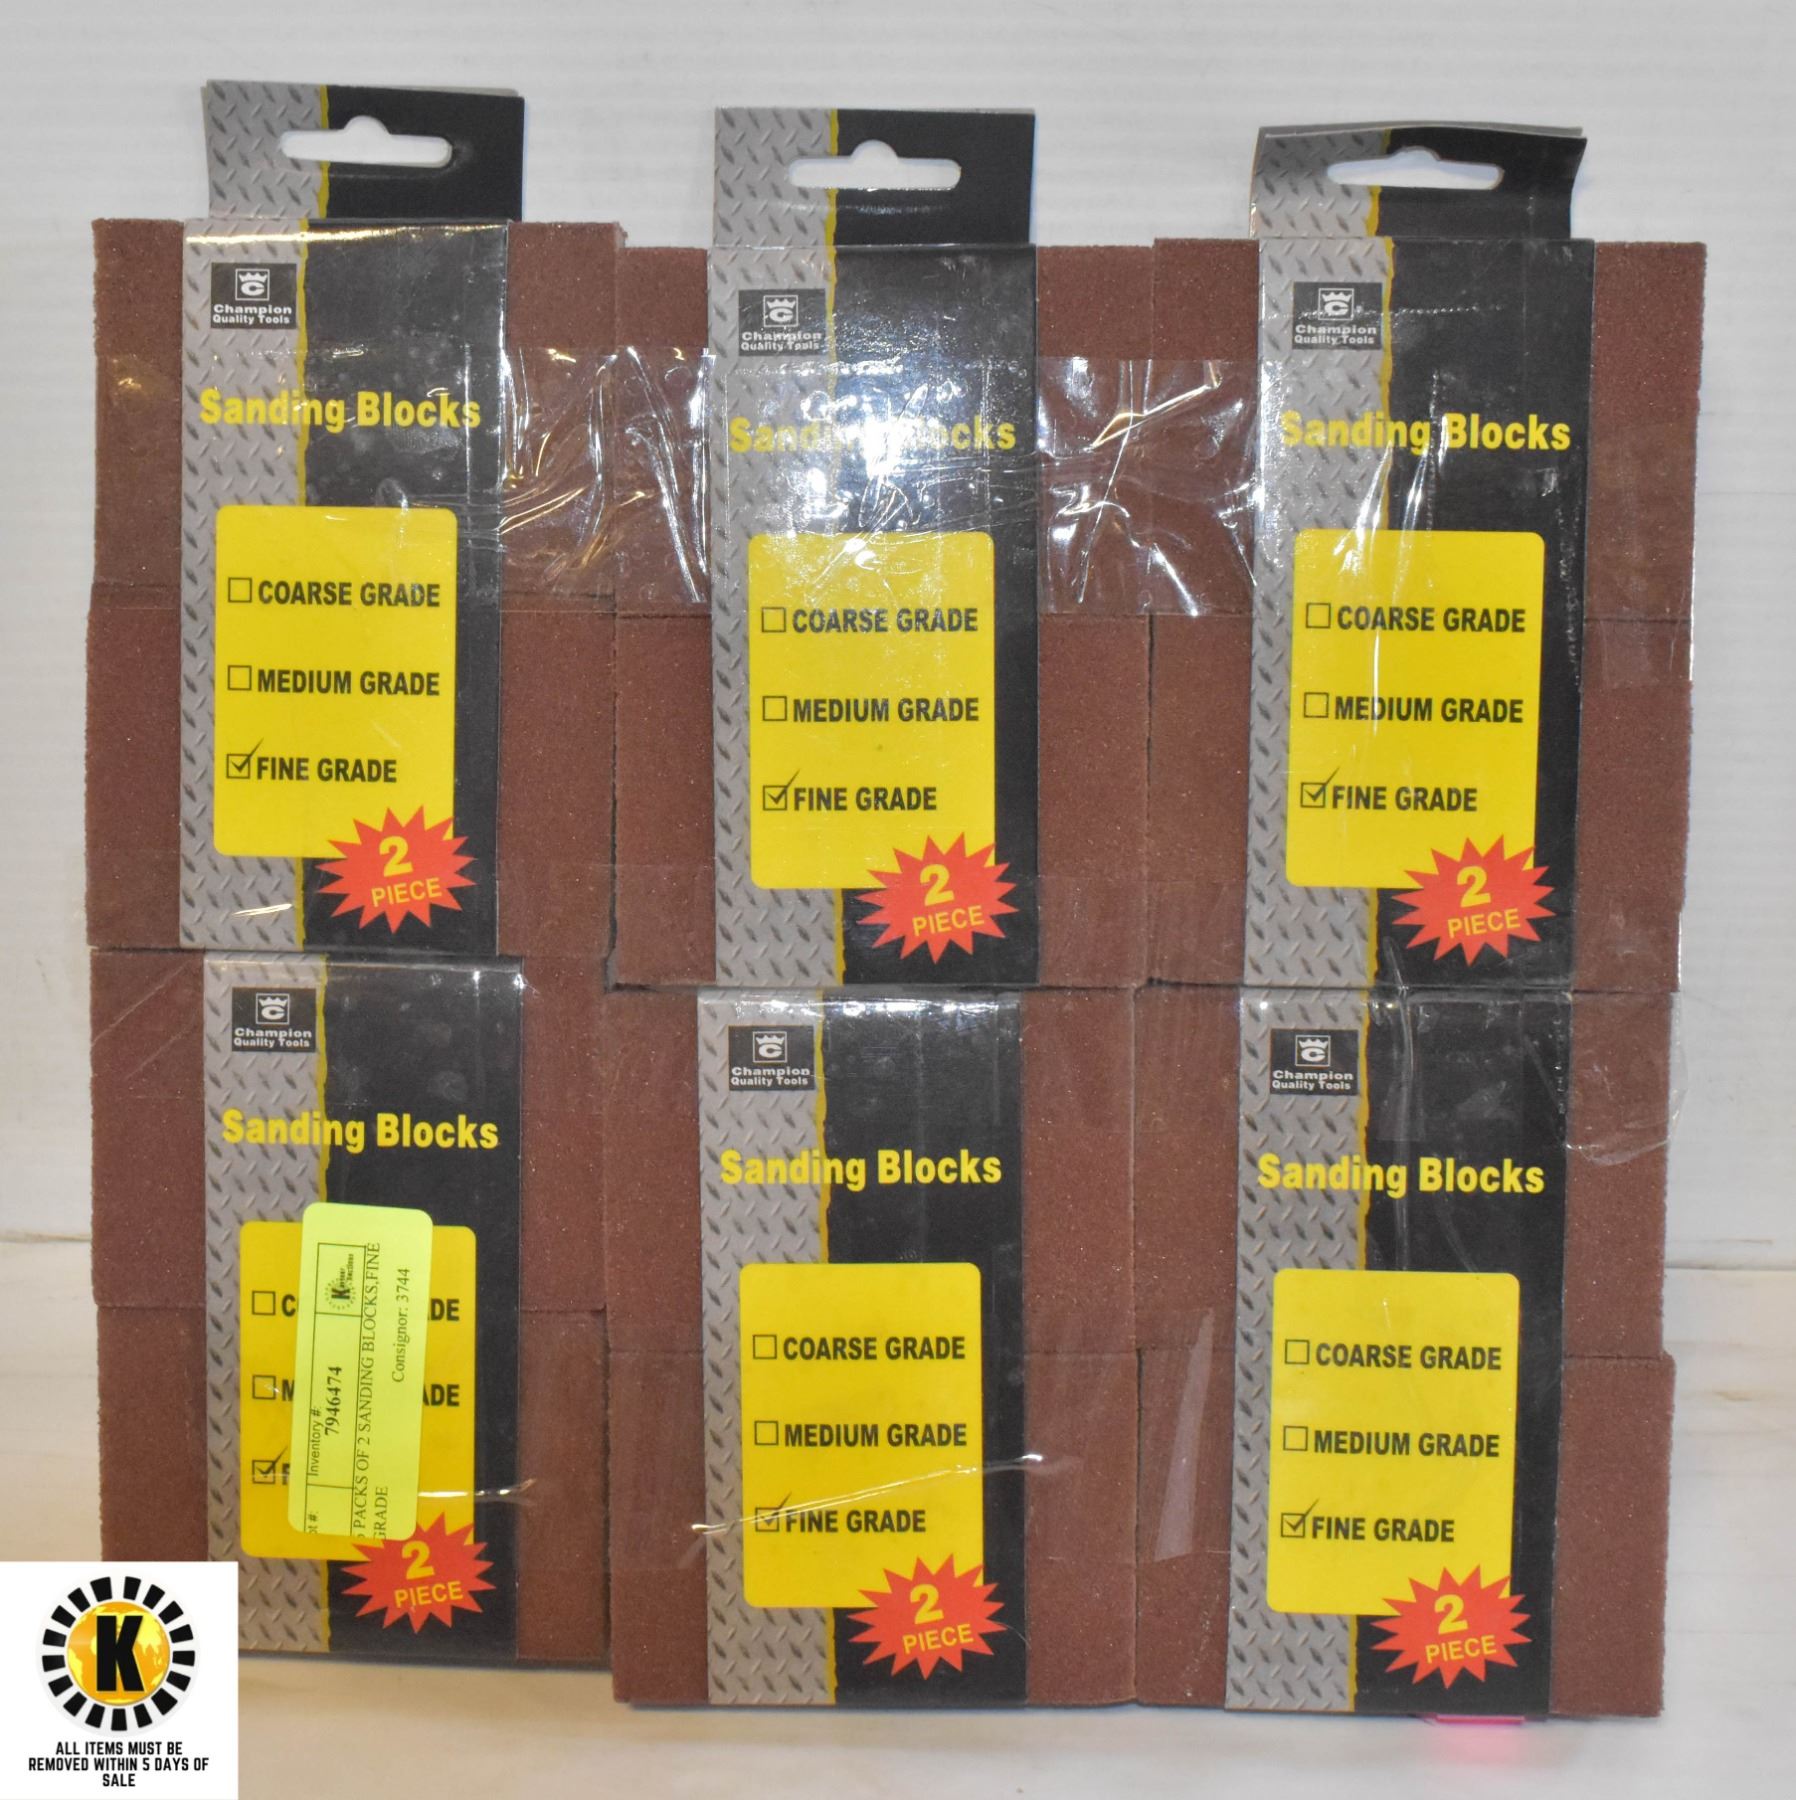 Champion
Quality Tools
Sanding Blocks
COARSE GRADE
MEDIUM GRADE
FINE GRADE
2
PIECE
Champion
Quality Tools
Sanding Blocks
COARSE GRADE
MEDIUM GRADE
FINE GRADE
2
PIECE
Champion
Quality Tools
Sanding Blocks
COARSE GRADE
MEDIUM GRADE
FINE GRADE
2
PIECE
Champion
Quality Tools
Sanding Blocks
Inventory #:
7946474
PACKS OF 2 SANDING BLOCKS,FINE
GRADE
Consignor: 3744
2
PIECE
Champion
Quality Tools
Sanding Blocks
COARSE GRADE
MEDIUM GRADE
FINE GRADE
2
PIECE
Champion
Quality Tools
Sanding Blocks
COARSE GRADE
MEDIUM GRADE
FINE GRADE
2
PIECE
K
ALL ITEMS MUST BE
REMOVED WITHIN 5 DAYS OF
SALE